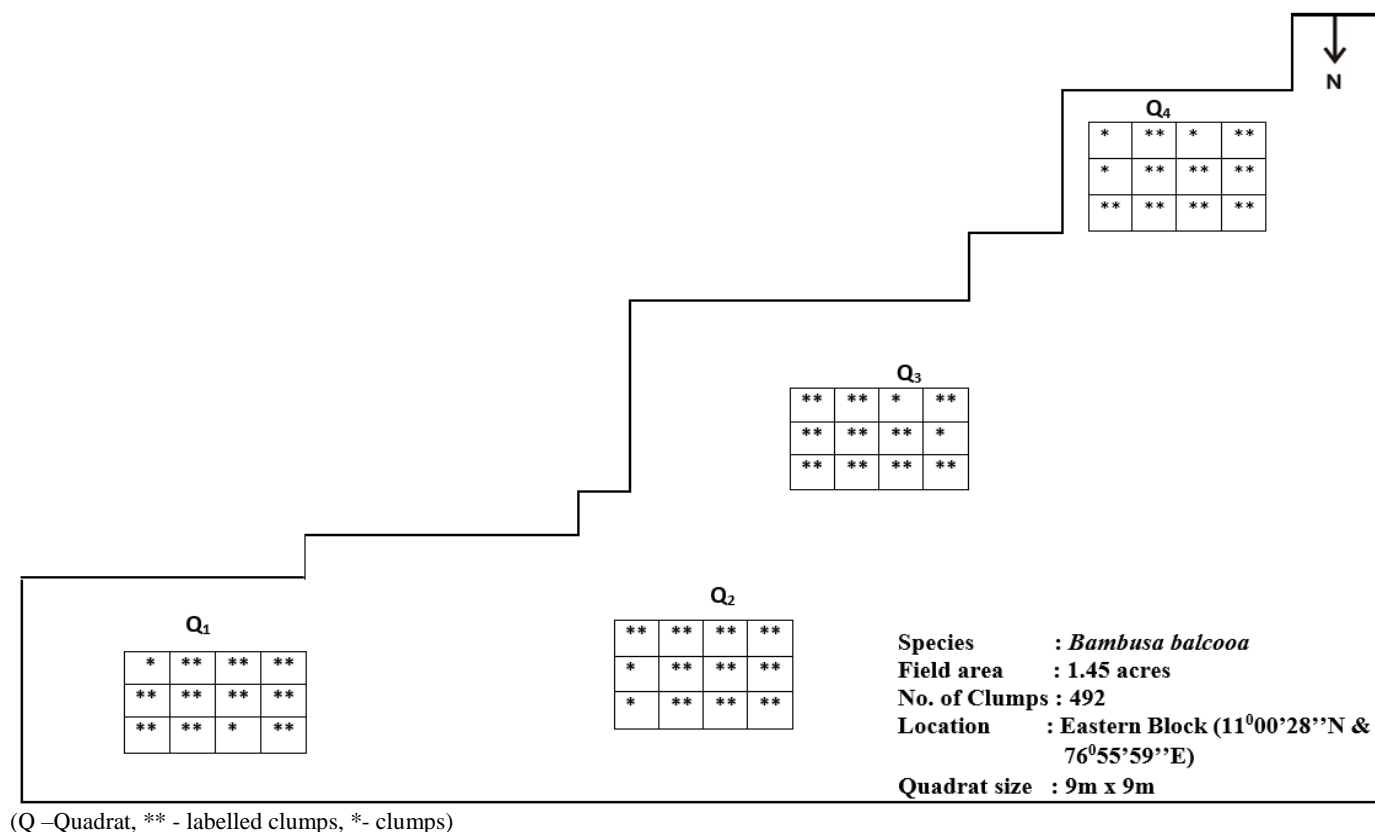 N
Q₄
* ** * **
* ** ** **
** ** ** **
Q₃
** ** * **
** ** ** *
** ** ** **
Q₂
** ** ** **
* ** ** **
* ** ** **
Q₁
* ** ** **
** ** ** **
** ** * **
Species : Bambusa balcooa
Field area : 1.45 acres
No. of Clumps : 492
Location : Eastern Block (11⁰00’28’’N &
76⁰55’59’’E)
Quadrat size : 9m x 9m
(Q –Quadrat, ** - labelled clumps, *- clumps)